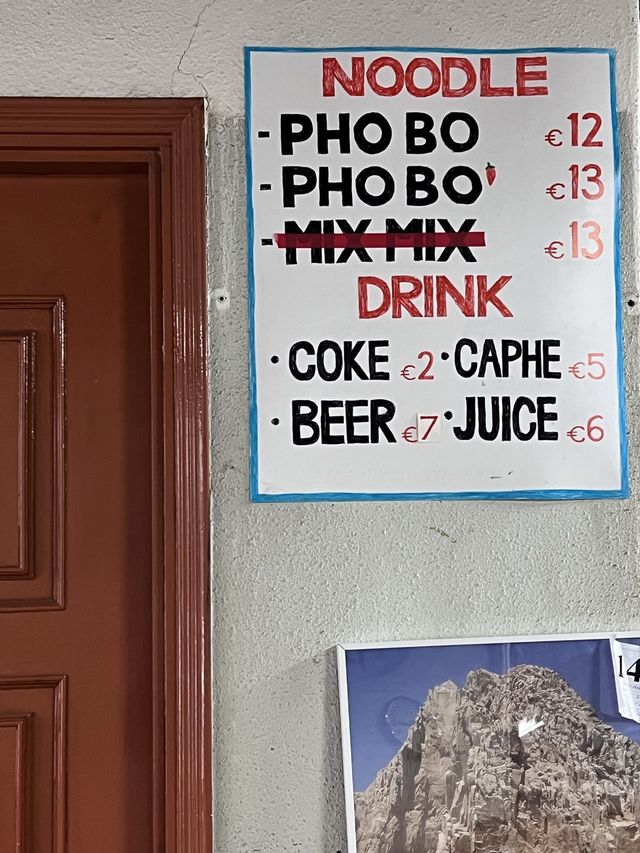 NOODLE
- PHO BO €12
- PHO BO €13
- MIX MIX €13
DRINK
• COKE €2 • CAPHE €5
• BEER €7 • JUICE €6
14